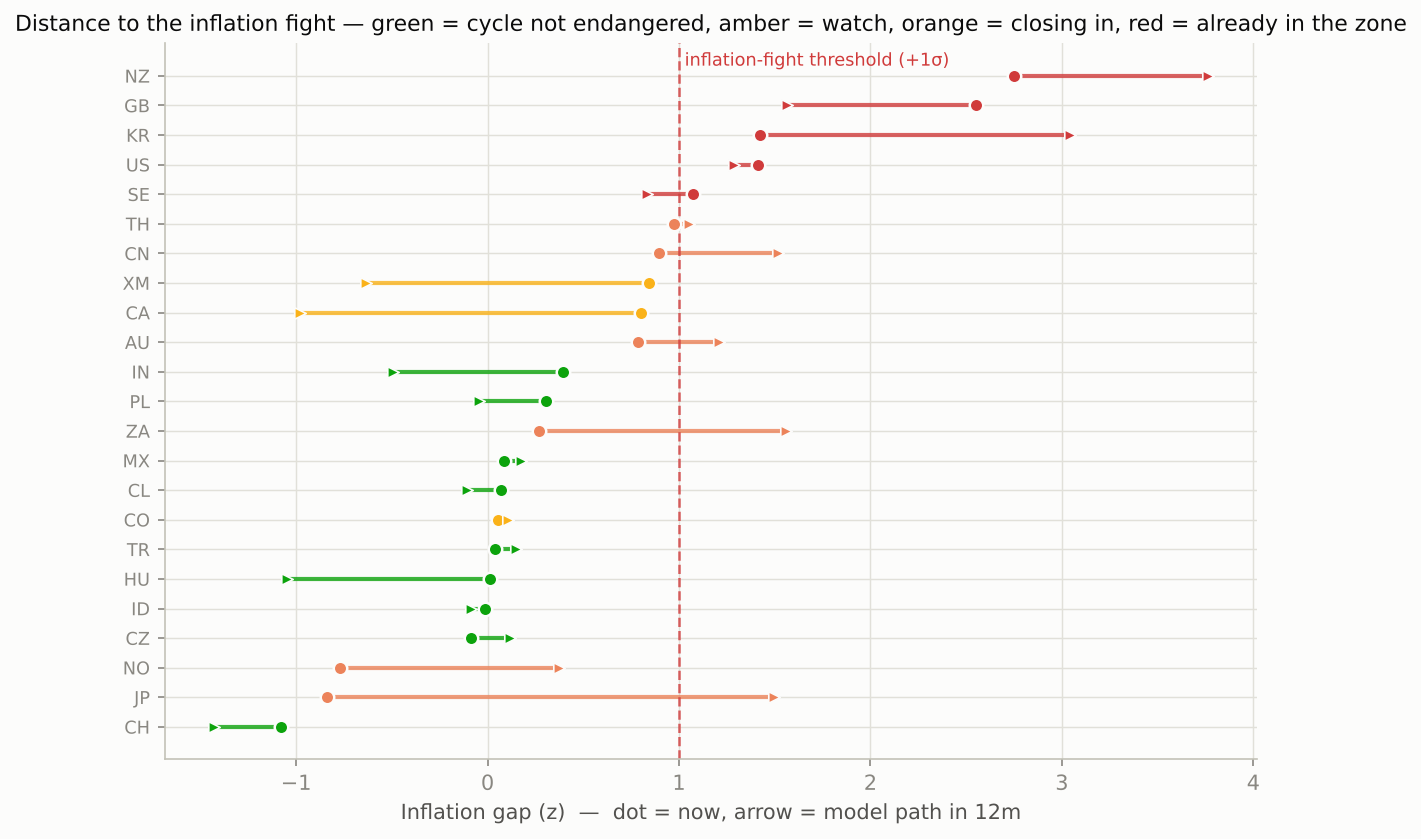 Distance to the inflation fight — green = cycle not endangered, amber = watch, orange = closing in, red = already in the zone
inflation-fight threshold (+1σ)
NZ
GB
KR
US
SE
TH
CN
XM
CA
AU
IN
PL
ZA
MX
CL
CO
TR
HU
ID
CZ
NO
JP
CH
−1 0 1 2 3 4
Inflation gap (z) — dot = now, arrow = model path in 12m